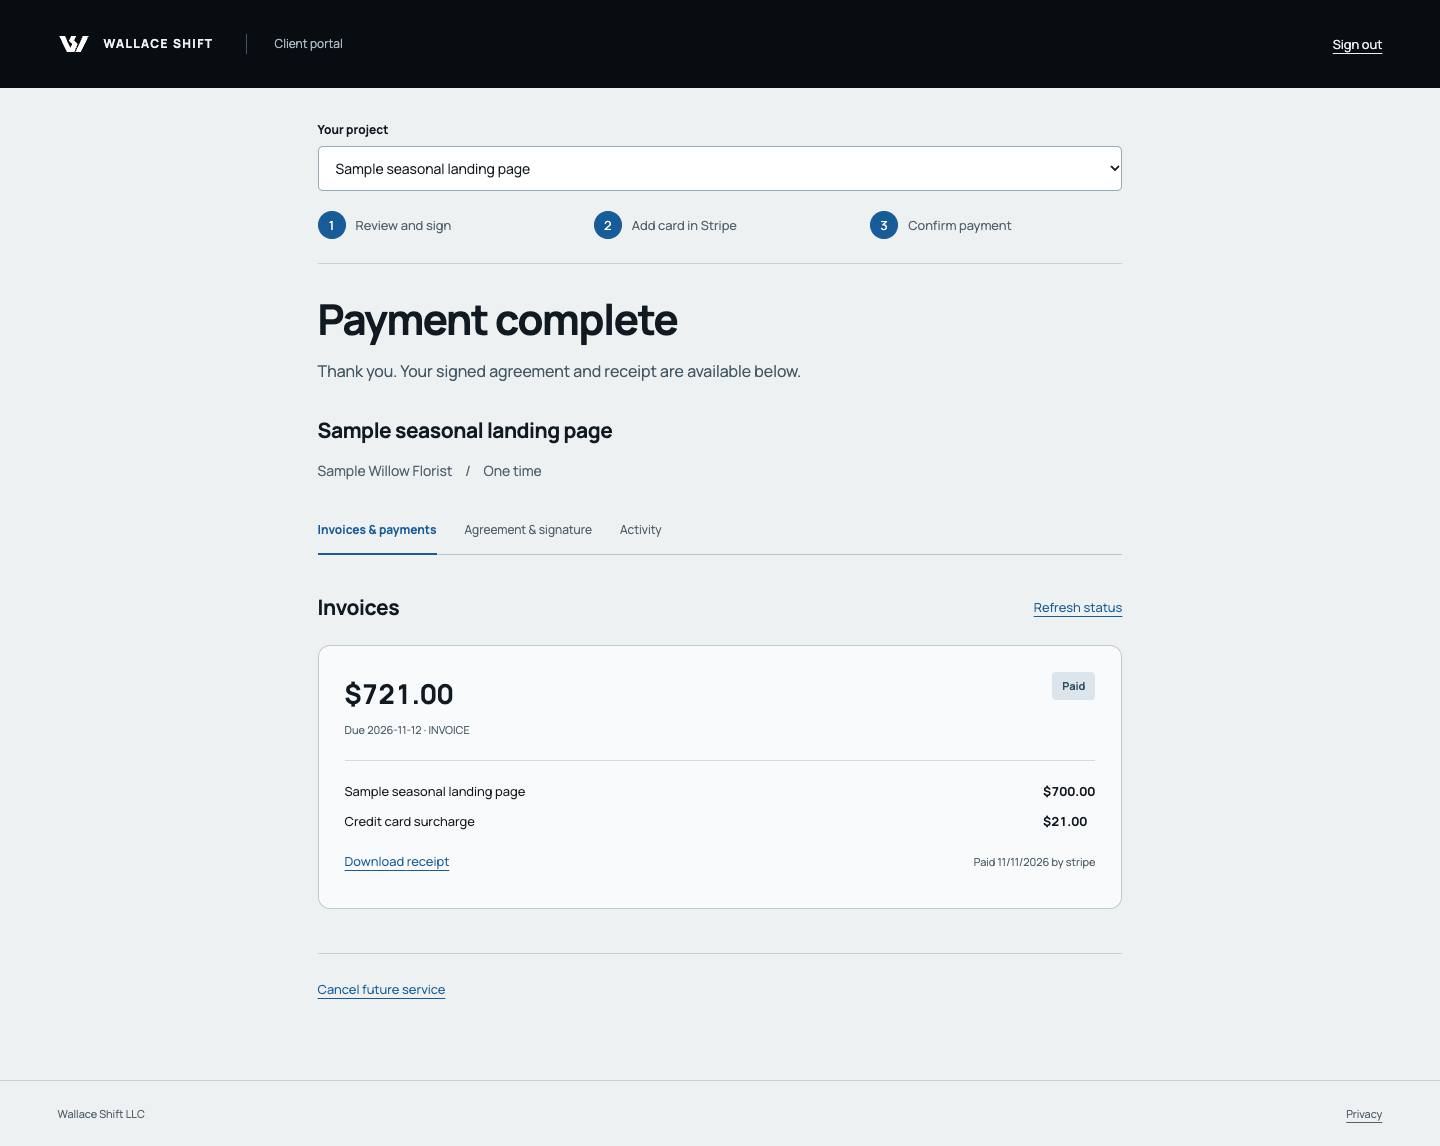 WALLACE SHIFT
Client portal
Sign out
Your project
Sample seasonal landing page
1 Review and sign
2 Add card in Stripe
3 Confirm payment
Payment complete
Thank you. Your signed agreement and receipt are available below.
Sample seasonal landing page
Sample Willow Florist / One time
Invoices & payments
Agreement & signature
Activity
Invoices
Refresh status
$721.00
Paid
Due 2026-11-12 · INVOICE
Sample seasonal landing page $700.00
Credit card surcharge $21.00
Download receipt
Paid 11/11/2026 by stripe
Cancel future service
Wallace Shift LLC
Privacy